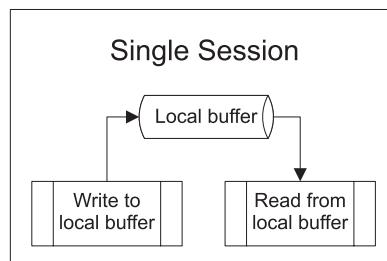 Single Session
Local buffer
Write to
local buffer
Read from
local buffer